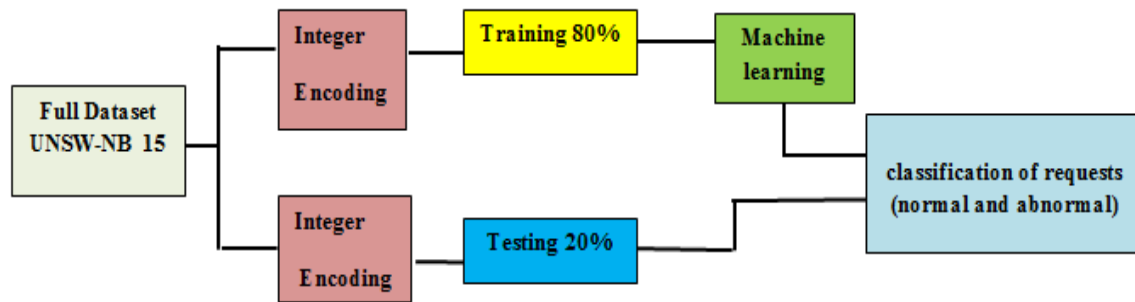 Full Dataset
UNSW-NB 15
Integer
Encoding
Training 80%
Machine
learning
Integer
Encoding
Testing 20%
classification of requests
(normal and abnormal)